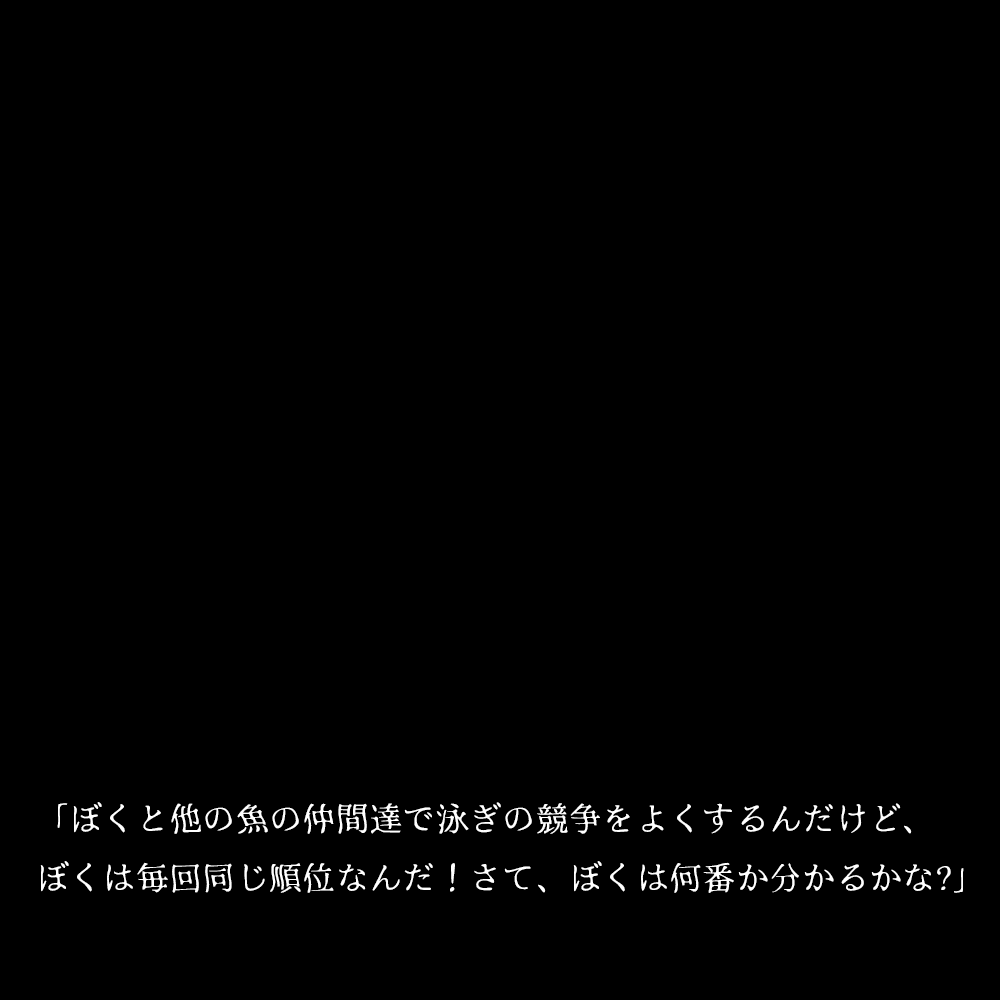 「ぼくと他の魚の仲間達で泳ぎの競争をよくするんだけど、
ぼくは毎回同じ順位なんだ！さて、ぼくは何番か分かるかな?」